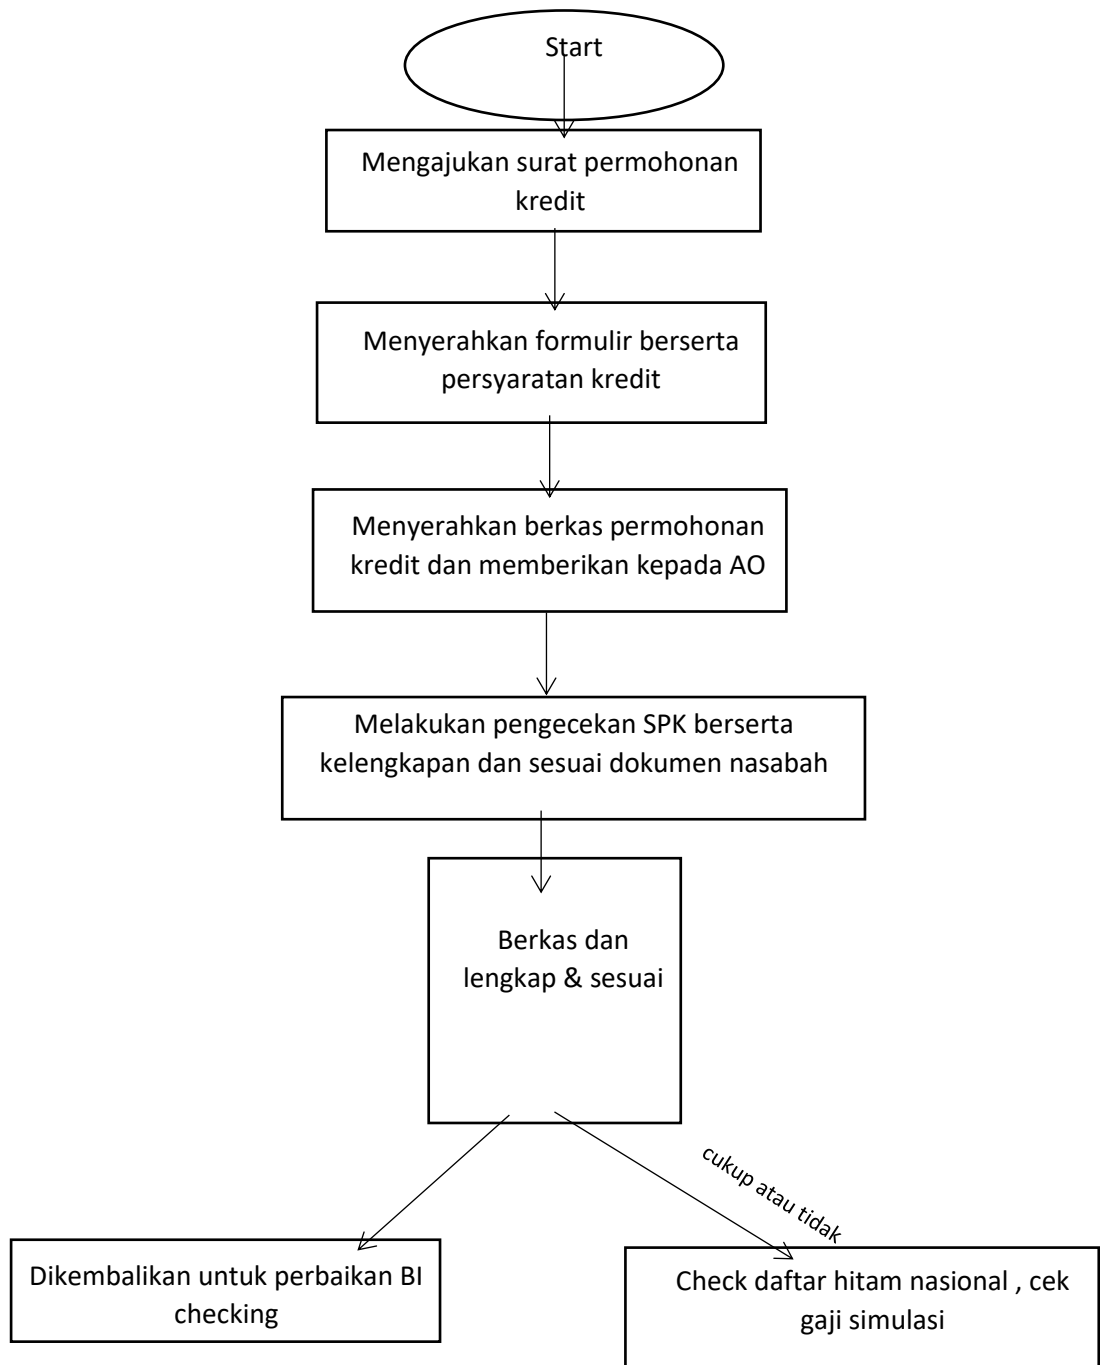 Start
Mengajukan surat permohonan
kredit
Menyerahkan formulir berserta
persyaratan kredit
Menyerahkan berkas permohonan
kredit dan memberikan kepada AO
Melakukan pengecekan SPK berserta
kelengkapan dan sesuai dokumen nasabah
Berkas dan
lengkap & sesuai
cukup atau tidak
Dikembalikan untuk perbaikan BI
checking
Check daftar hitam nasional , cek
gaji simulasi